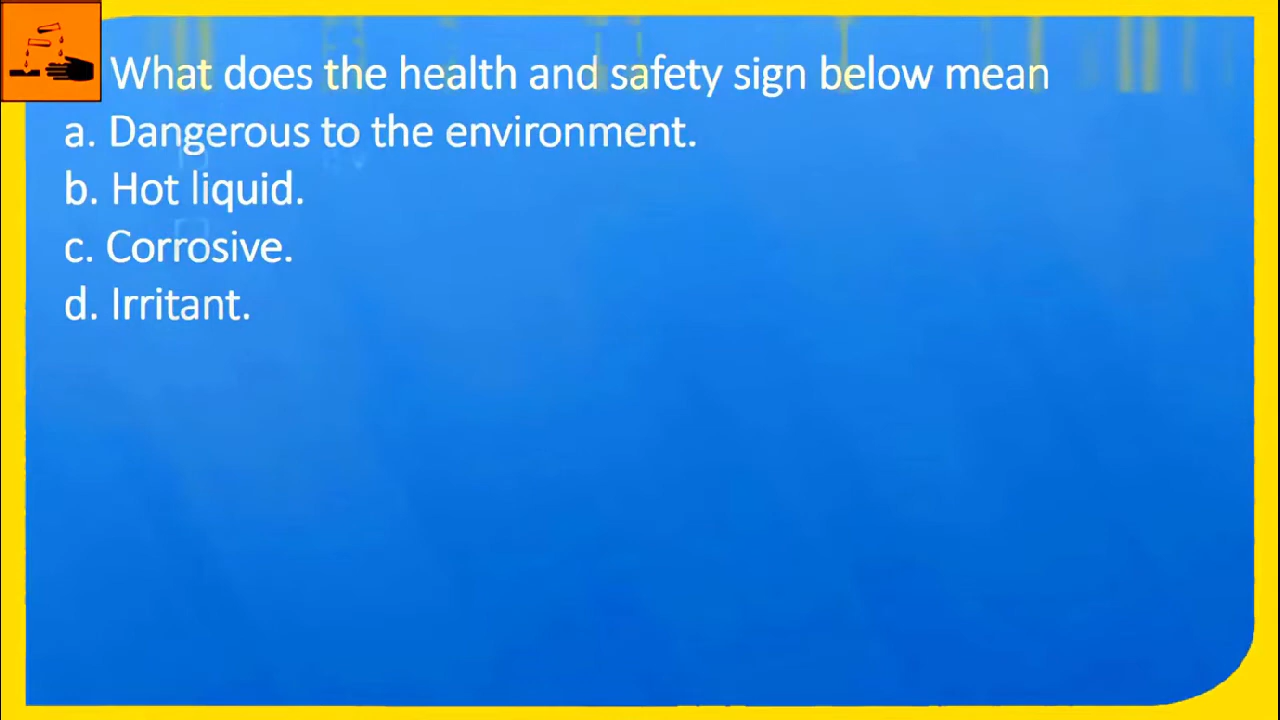 What does the health and safety sign below mean
a. Dangerous to the environment.
b. Hot liquid.
c. Corrosive.
d. Irritant.